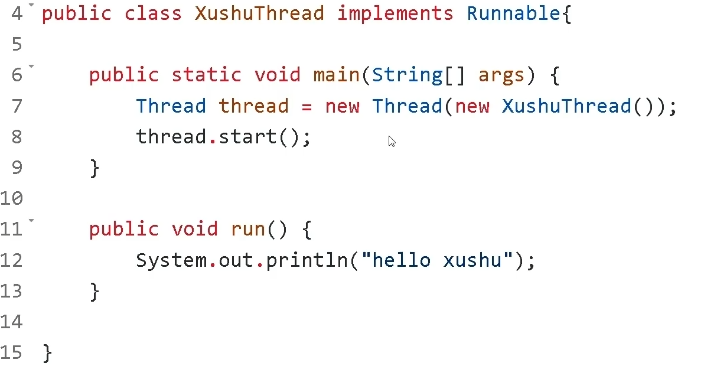 4 public class XushuThread implements Runnable{
5
6     public static void main(String[] args) {
7         Thread thread = new Thread(new XushuThread());
8         thread.start();
9     }
10
11     public void run() {
12         System.out.println("hello xushu");
13     }
14
15 }